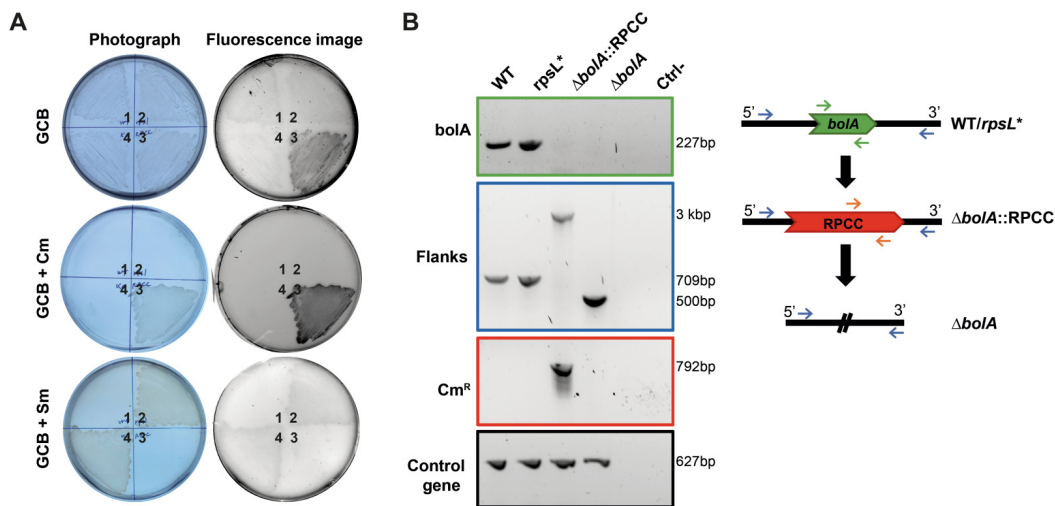 A
Photograph
Fluorescence image
GCB
1 2
4 3
1 2
4 3
GCB + Cm
1 2
4 3
1 2
4 3
GCB + Sm
1 2
4 3
1 2
4 3
B
WT
rpsL*
ΔbolA::RPCC
ΔbolA
Ctrl-
bolA
227bp
Flanks
3 kbp
709bp
500bp
Cmᴿ
792bp
Control
gene
627bp
5’ bolA 3’ WT/rpsL*
5’ RPCC 3’ ΔbolA::RPCC
5’ 3’ ΔbolA